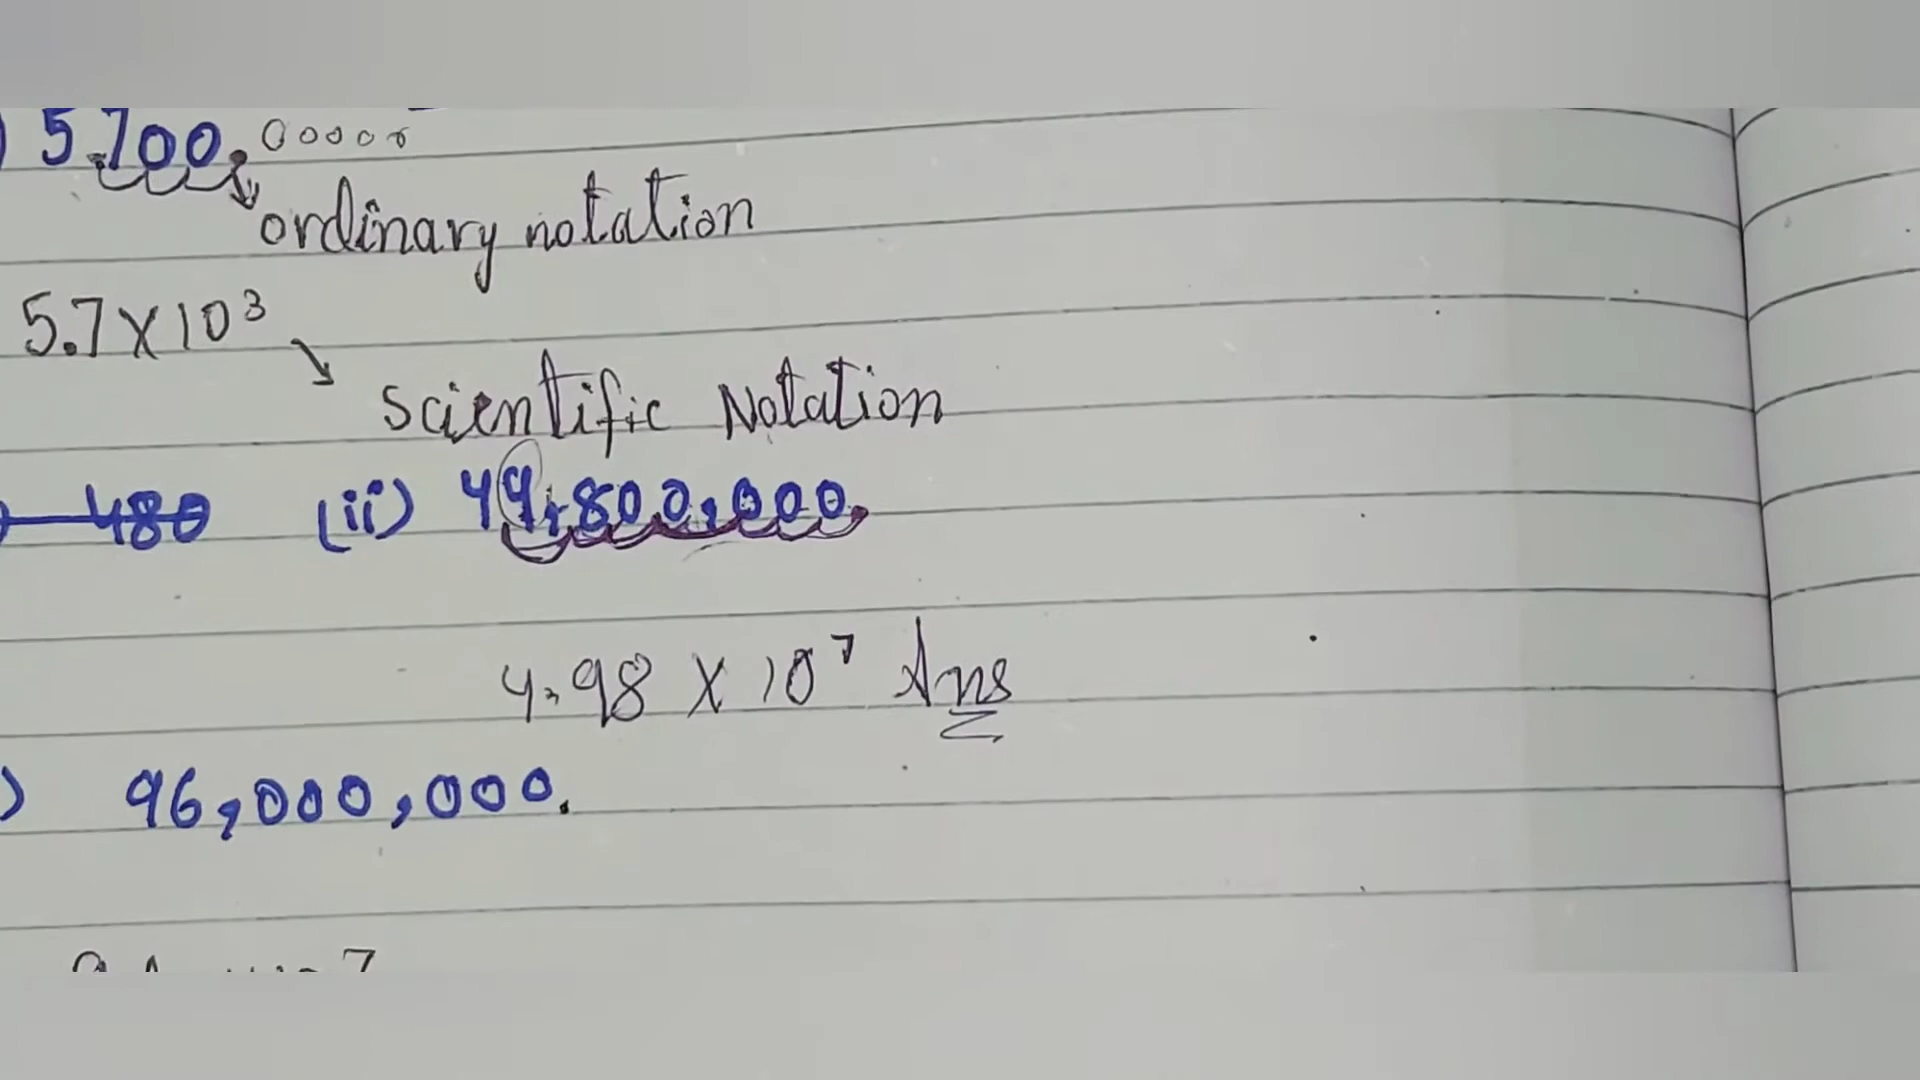 ) 5.700.00000
ordinary notation
5.7 X 10³
Scientific Notation
480 (ii) 49,800,000.
4.98 X 10⁷ Ans
) 96,000,000.